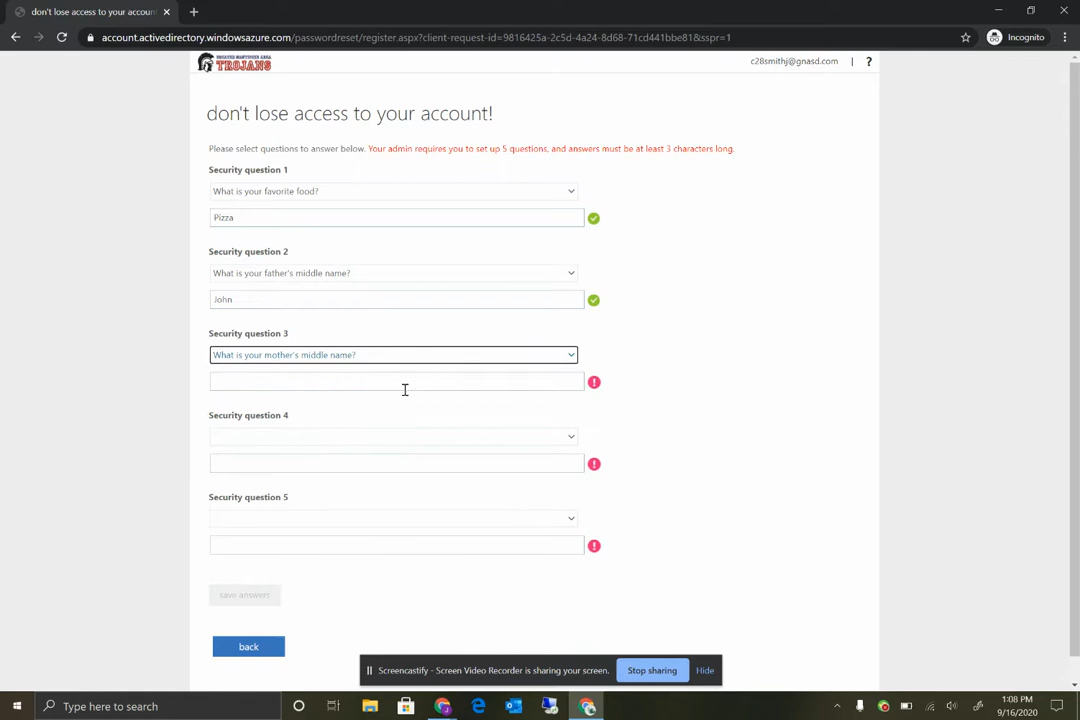 don't lose access to your accoun
account.activedirectory.windowsazure.com/passwordreset/register.aspx?client-request-id=9816425a-2c5d-4a24-8d68-71cd441bbe81&sspr=1
Incognito
GREATER NANTICOKE AREA
TROJANS
c28smithj@gnasd.com | ?
don't lose access to your account!
Please select questions to answer below. Your admin requires you to set up 5 questions, and answers must be at least 3 characters long.
Security question 1
What is your favorite food?
Pizza
Security question 2
What is your father's middle name?
John
Security question 3
What is your mother's middle name?
Security question 4
Security question 5
save answers
back
Screencastify - Screen Video Recorder is sharing your screen.
Stop sharing
Hide
Type here to search
1:08 PM
9/16/2020